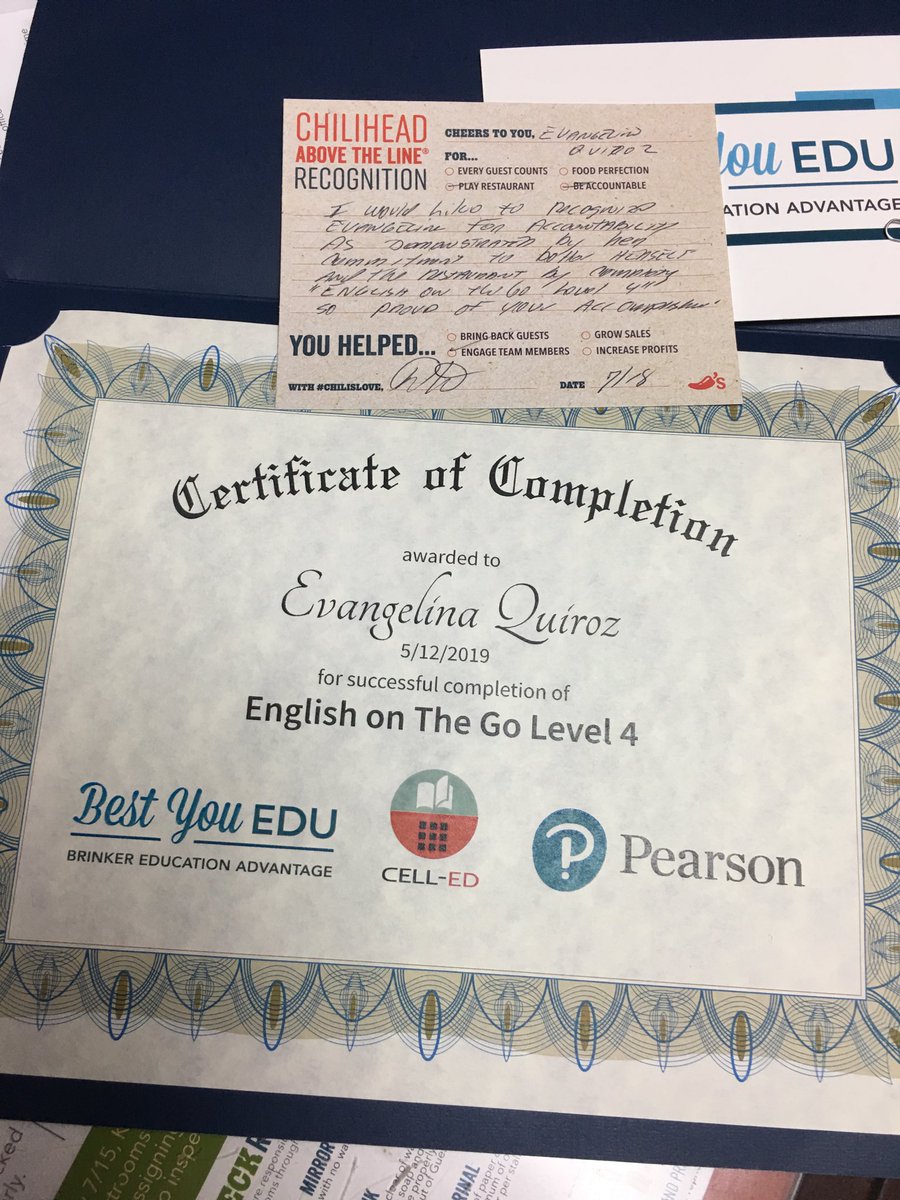 CHILIHEAD
ABOVE THE LINE®
RECOGNITION
CHEERS TO YOU, EVANGELINA
QUIROZ
FOR...
EVERY GUEST COUNTS FOOD PERFECTION
PLAY RESTAURANT BE ACCOUNTABLE
I would like to recognize
EVANGELINE FOR ACCOUNTABILITY
AS DEMONSTRATED by her
commitment to better HERSELF
AND the restaurant by completing
"ENGLISH ON the GO Level 4"
SO PROUD OF your ACCOMPLISHMENT
YOU HELPED...
BRING BACK GUESTS GROW SALES
ENGAGE TEAM MEMBERS INCREASE PROFITS
WITH #CHILISLOVE, DATE 7/18
'S
You EDU
ATION ADVANTAGE
Certificate of Completion
awarded to
Evangelina Quiroz
5/12/2019
for successful completion of
English on The Go Level 4
Best You EDU
BRINKER EDUCATION ADVANTAGE
CELL-ED
Pearson
7/15,
MIRROR